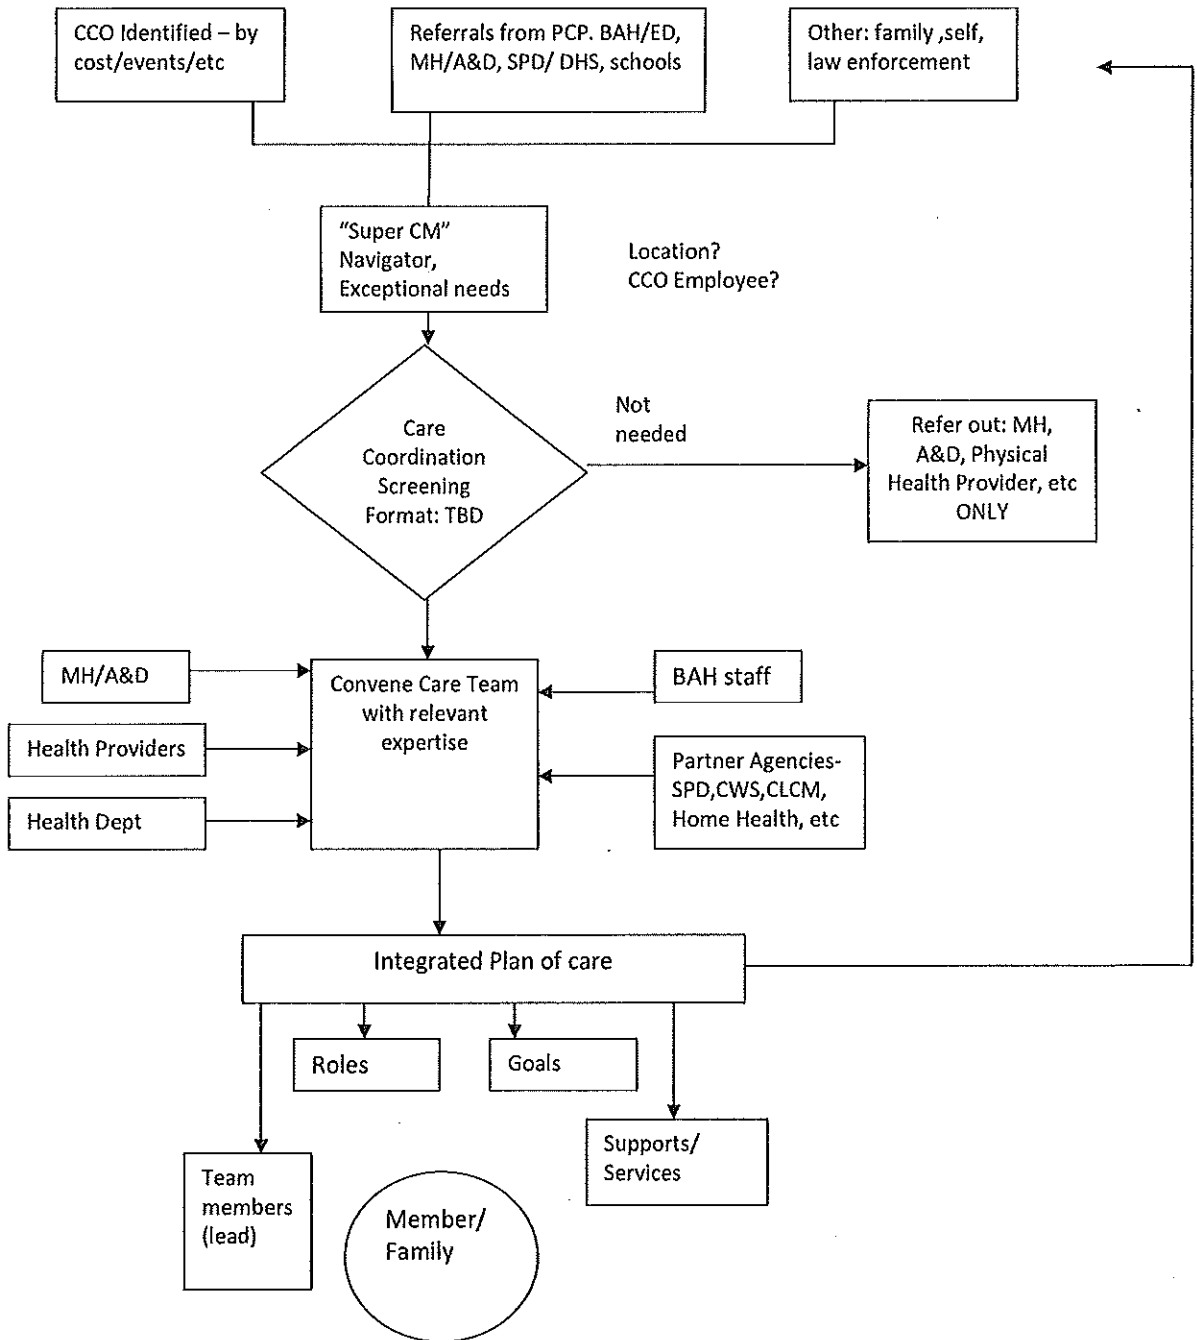 CCO Identified – by
cost/events/etc
Referrals from PCP. BAH/ED,
MH/A&D, SPD/ DHS, schools
Other: family ,self,
law enforcement
"Super CM"
Navigator,
Exceptional needs
Location?
CCO Employee?
Care
Coordination
Screening
Format: TBD
Not
needed
Refer out: MH,
A&D, Physical
Health Provider, etc
ONLY
MH/A&D
Health Providers
Health Dept
Convene Care Team
with relevant
expertise
BAH staff
Partner Agencies-
SPD,CWS,CLCM,
Home Health, etc
Integrated Plan of care
Roles
Goals
Team
members
(lead)
Member/
Family
Supports/
Services